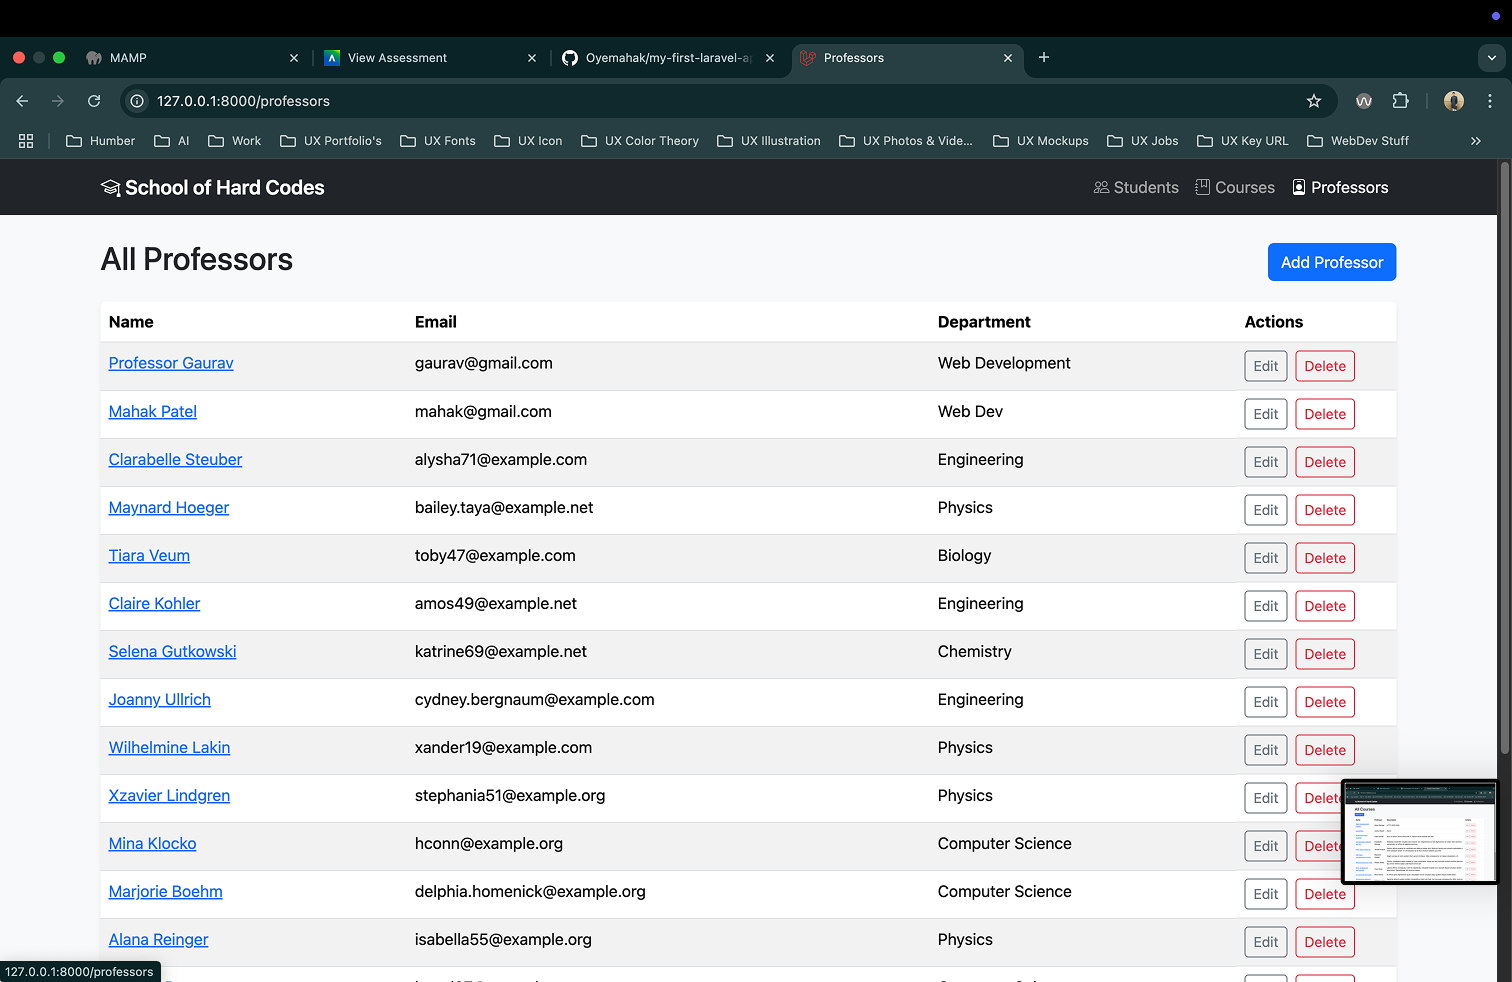 MAMP
View Assessment
Oyemahak/my-first-laravel-ap
Professors
127.0.0.1:8000/professors
Humber
AI
Work
UX Portfolio's
UX Fonts
UX Icon
UX Color Theory
UX Illustration
UX Photos & Vide...
UX Mockups
UX Jobs
UX Key URL
WebDev Stuff
School of Hard Codes
Students
Courses
Professors
All Professors
Add Professor
Name Email Department Actions
Professor Gaurav gaurav@gmail.com Web Development Edit Delete
Mahak Patel mahak@gmail.com Web Dev Edit Delete
Clarabelle Steuber alysha71@example.com Engineering Edit Delete
Maynard Hoeger bailey.taya@example.net Physics Edit Delete
Tiara Veum toby47@example.com Biology Edit Delete
Claire Kohler amos49@example.net Engineering Edit Delete
Selena Gutkowski katrine69@example.net Chemistry Edit Delete
Joanny Ullrich cydney.bergnaum@example.com Engineering Edit Delete
Wilhelmine Lakin xander19@example.com Physics Edit Delete
Xzavier Lindgren stephania51@example.org Physics Edit Delete
Mina Klocko hconn@example.org Computer Science Edit Delete
Marjorie Boehm delphia.homenick@example.org Computer Science Edit Delete
Alana Reinger isabella55@example.org Physics Edit Delete
All Courses
127.0.0.1:8000/professors